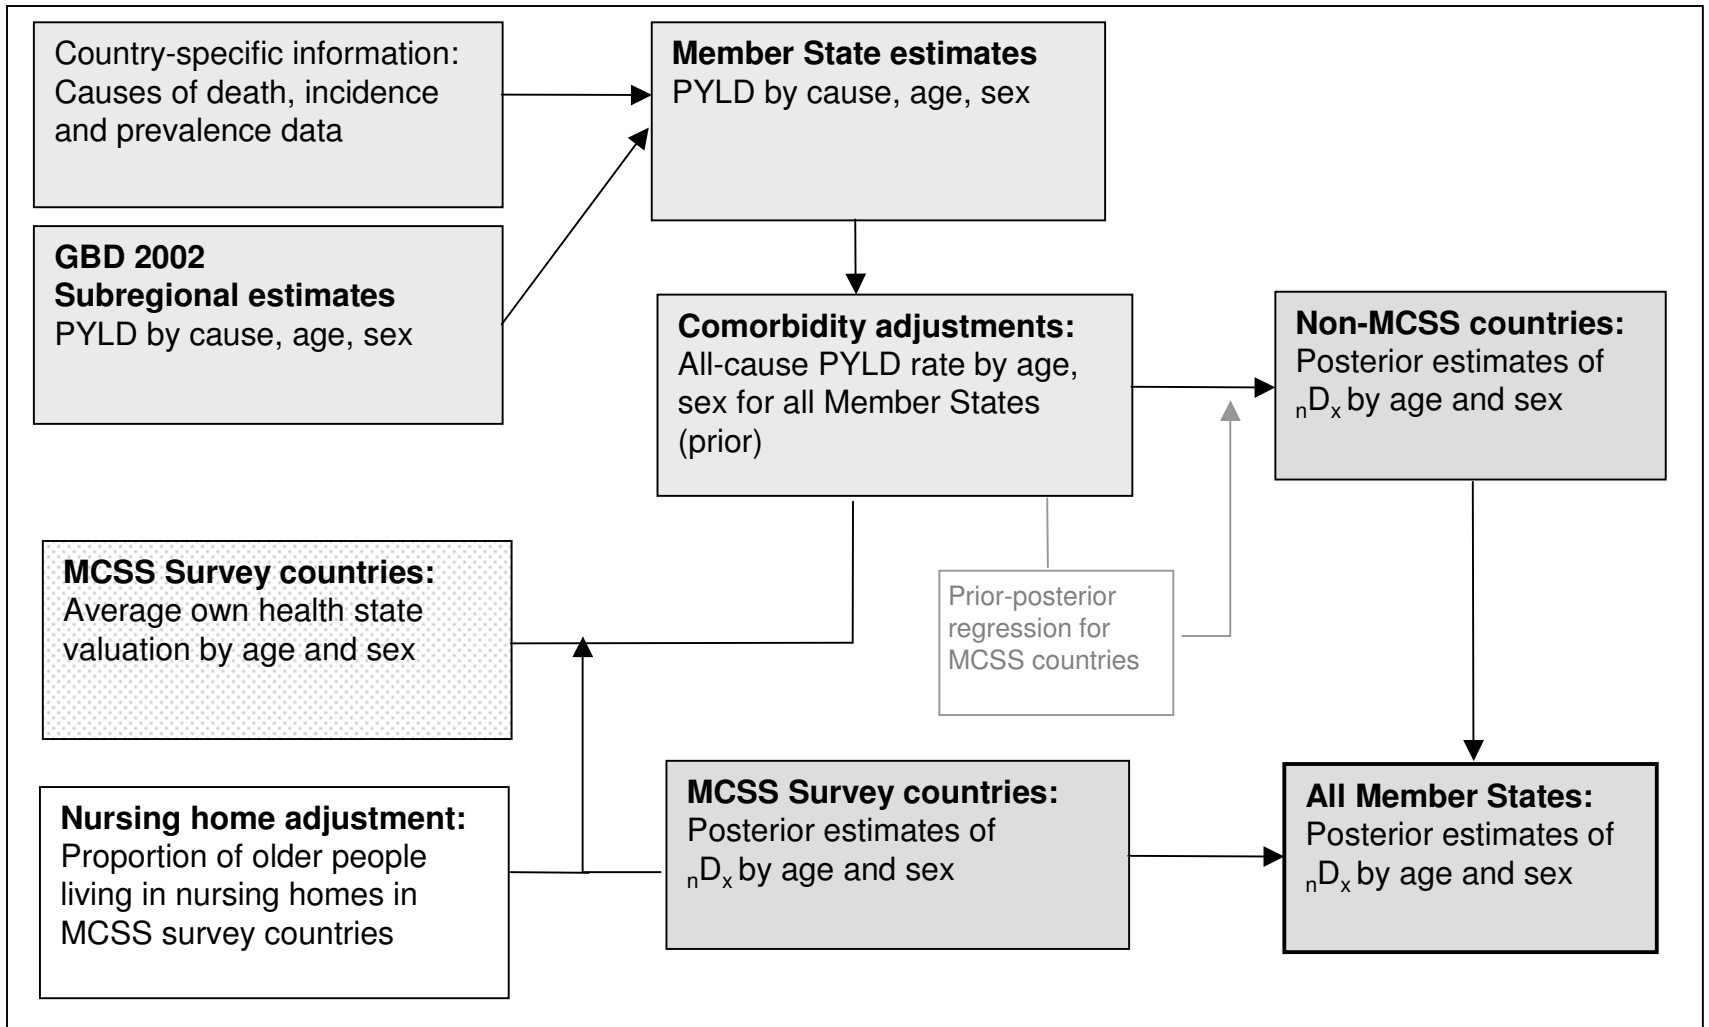 Country-specific information:
Causes of death, incidence
and prevalence data
Member State estimates
PYLD by cause, age, sex
GBD 2002
Subregional estimates
PYLD by cause, age, sex
Comorbidity adjustments:
All-cause PYLD rate by age,
sex for all Member States
(prior)
Non-MCSS countries:
Posterior estimates of
nDx by age and sex
MCSS Survey countries:
Average own health state
valuation by age and sex
Prior-posterior
regression for
MCSS countries
Nursing home adjustment:
Proportion of older people
living in nursing homes in
MCSS survey countries
MCSS Survey countries:
Posterior estimates of
nDx by age and sex
All Member States:
Posterior estimates of
nDx by age and sex